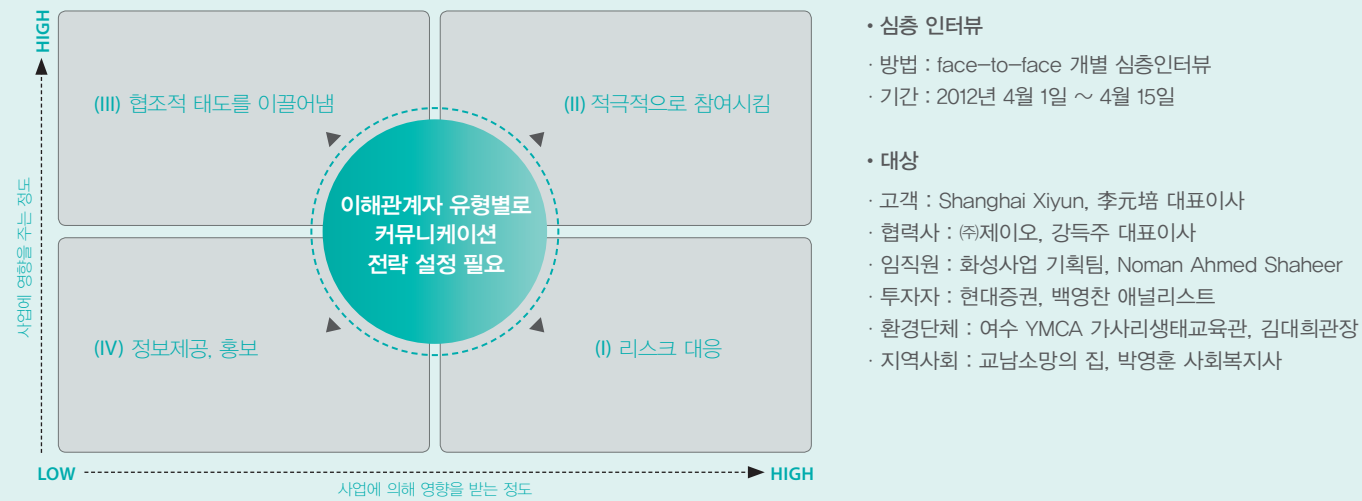 HIGH
사업에 영향을 주는 정도
(III) 협조적 태도를 이끌어냄
(II) 적극적으로 참여시킴
이해관계자 유형별로
커뮤니케이션
전략 설정 필요
(IV) 정보제공, 홍보
(I) 리스크 대응
LOW
HIGH
사업에 의해 영향을 받는 정도
• 심층 인터뷰
· 방법 : face-to-face 개별 심층인터뷰
· 기간 : 2012년 4월 1일 ~ 4월 15일
• 대상
· 고객 : Shanghai Xiyun, 李元培 대표이사
· 협력사 : ㈜제이오, 강득주 대표이사
· 임직원 : 화성사업 기획팀, Noman Ahmed Shaheer
· 투자자 : 현대증권, 백영찬 애널리스트
· 환경단체 : 여수 YMCA 가사리생태교육관, 김대희관장
· 지역사회 : 교남소망의 집, 박영훈 사회복지사